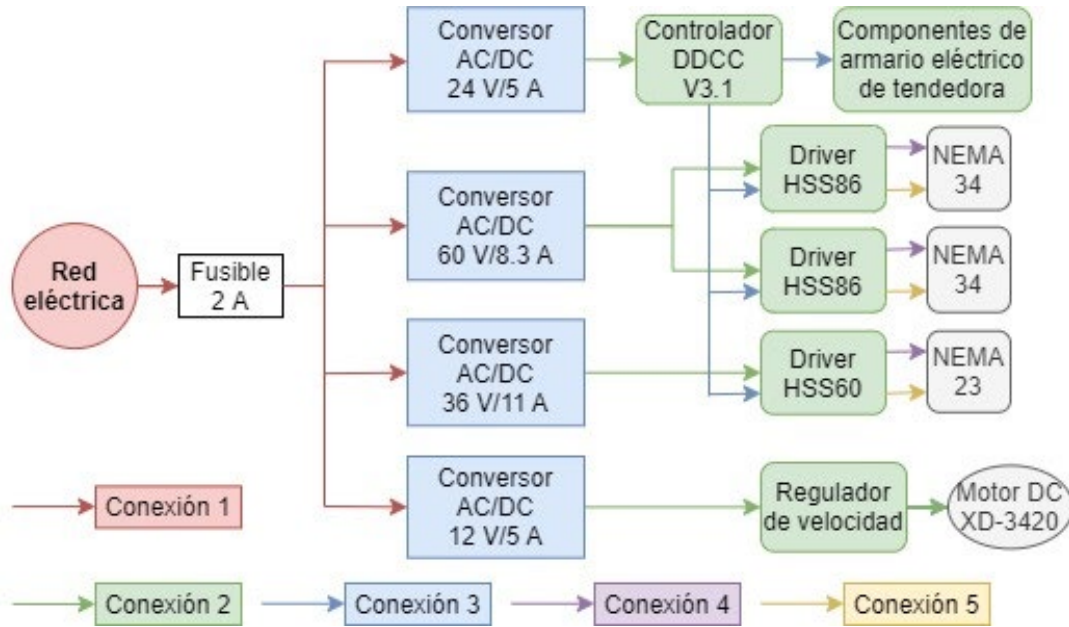 Conversor
AC/DC
24 V/5 A
Controlador
DDCC
V3.1
Componentes de
armario eléctrico
de tendedora
Red
eléctrica
Fusible
2 A
Conversor
AC/DC
60 V/8.3 A
Driver
HSS86
NEMA
34
Driver
HSS86
NEMA
34
Conversor
AC/DC
36 V/11 A
Driver
HSS60
NEMA
23
Conversor
AC/DC
12 V/5 A
Regulador
de velocidad
Motor DC
XD-3420
Conexión 1
Conexión 2
Conexión 3
Conexión 4
Conexión 5